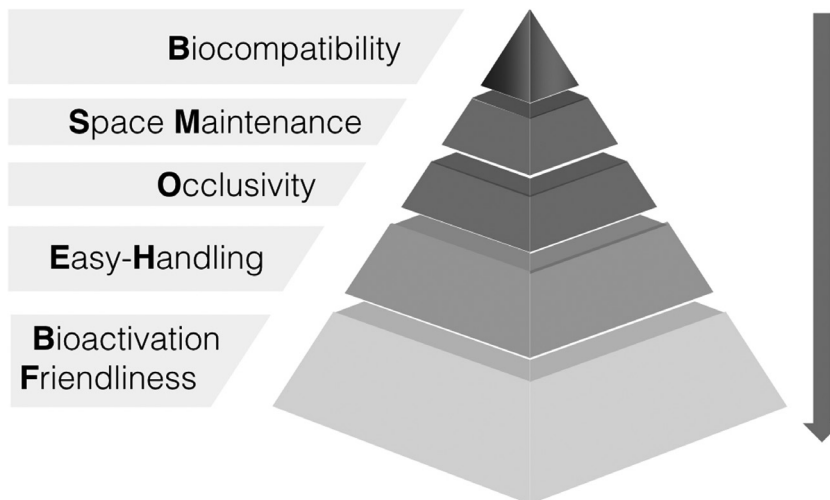 Biocompatibility
Space Maintenance
Occlusivity
Easy-Handling
Bioactivation
Friendliness